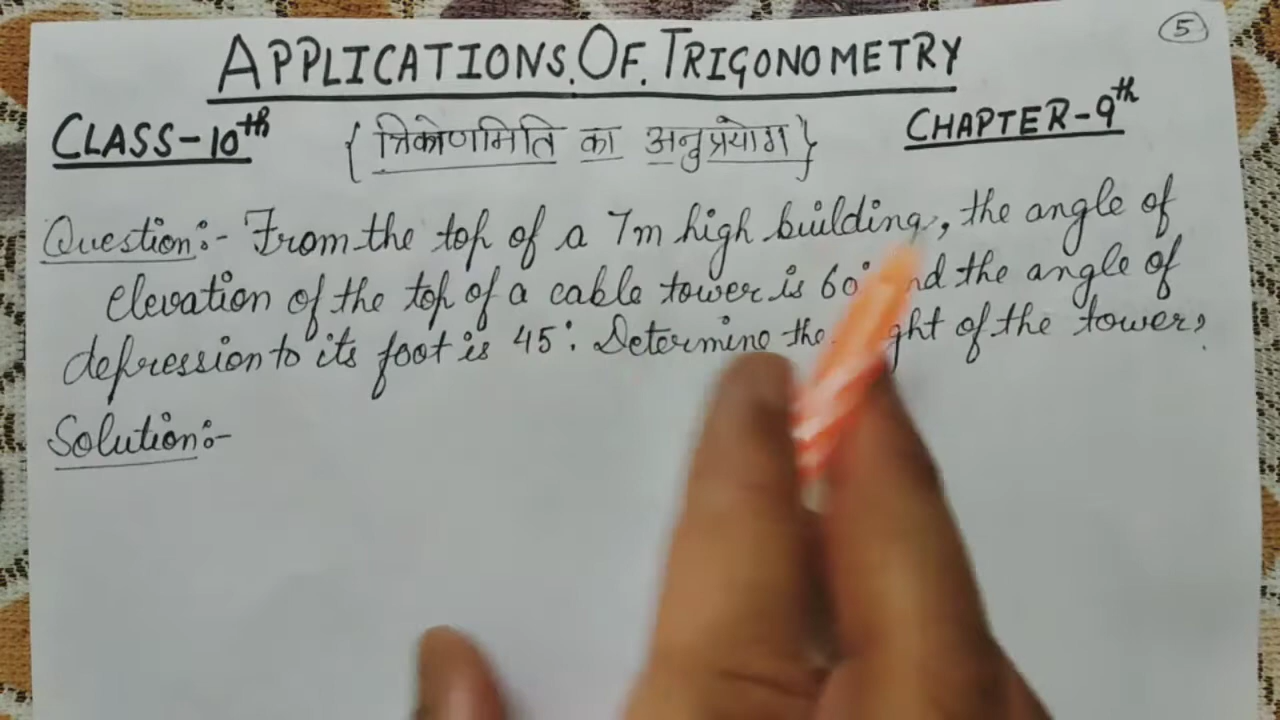 5
APPLICATIONS.OF.TRIGONOMETRY
CLASS-10th {त्रिकोणमिति का अनुप्रयोग} CHAPTER-9th
Question:- From the top of a 7m high building, the angle of
elevation of the top of a cable tower is 60° the angle of
depression to its foot is 45°. Determine the of the tower,
Solution:-